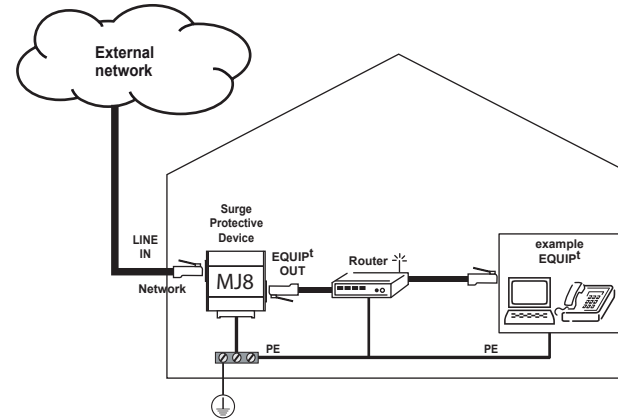 External
network
Surge
Protective
Device
LINE
IN
Network
MJ8
EQUIPt
OUT
Router
example
EQUIPt
PE
PE